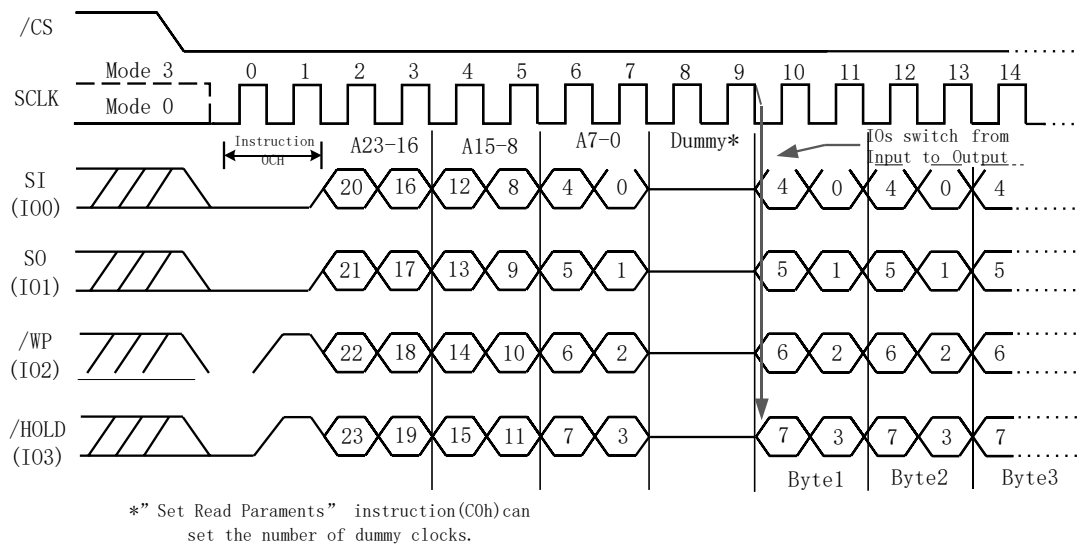 /CS
Mode 3
0 1 2 3 4 5 6 7 8 9 10 11 12 13 14
SCLK
Mode 0
Instruction
0CH
A23-16
A15-8
A7-0
Dummy*
IOs switch from
Input to Output
SI
(IO0)
20 16 12 8 4 0 4 0 4 0 4
SO
(IO1)
21 17 13 9 5 1 5 1 5 1 5
/WP
(IO2)
22 18 14 10 6 2 6 2 6 2 6
/HOLD
(IO3)
23 19 15 11 7 3 7 3 7 3 7
Byte1
Byte2
Byte3
*” Set Read Paraments” instruction(C0h)can
set the number of dummy clocks.